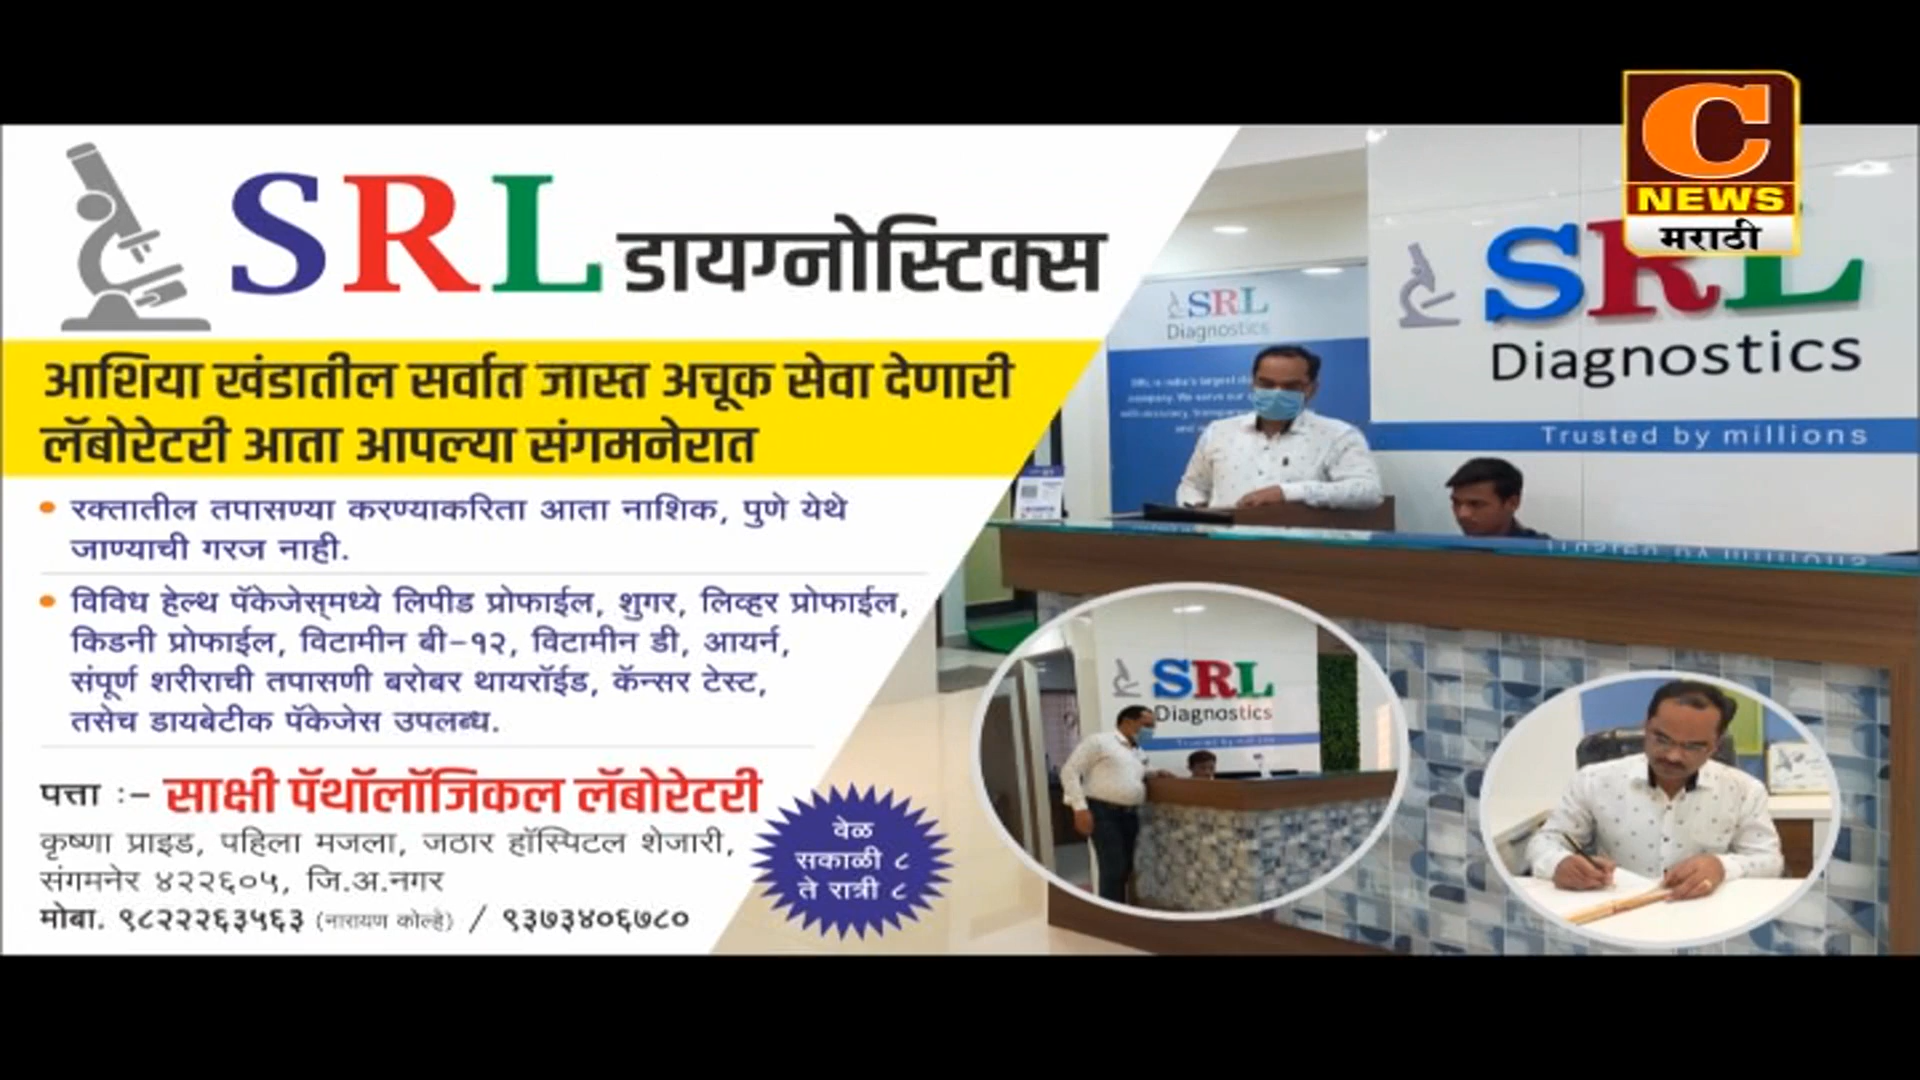 SRL डायग्नोस्टिक्स
आशिया खंडातील सर्वात जास्त अचूक सेवा देणारी
लॅबोरेटरी आता आपल्या संगमनेरात
• रक्तातील तपासण्या करण्याकरिता आता नाशिक, पुणे येथे
जाण्याची गरज नाही.
• विविध हेल्थ पॅकेजेस्‌मध्ये लिपीड प्रोफाईल, शुगर, लिव्हर प्रोफाईल,
किडनी प्रोफाईल, विटामीन बी-१२, विटामीन डी, आयर्न,
संपूर्ण शरीराची तपासणी बरोबर थायरॉईड, कॅन्सर टेस्ट,
तसेच डायबेटीक पॅकेजेस उपलब्ध.
पत्ता :- साक्षी पॅथॉलॉजिकल लॅबोरेटरी
कृष्णा प्राइड, पहिला मजला, जठार हॉस्पिटल शेजारी,
संगमनेर ४२२६०५, जि.अ.नगर
मोबा. ९८२२२६३५६३ (नारायण कोल्हे) / ९३७३४०६७८०
वेळ
सकाळी ८
ते रात्री ८
C
NEWS
मराठी
SRL
Diagnostics
Trusted by millions
SRL
Diagnostics
SRL
Diagnostics